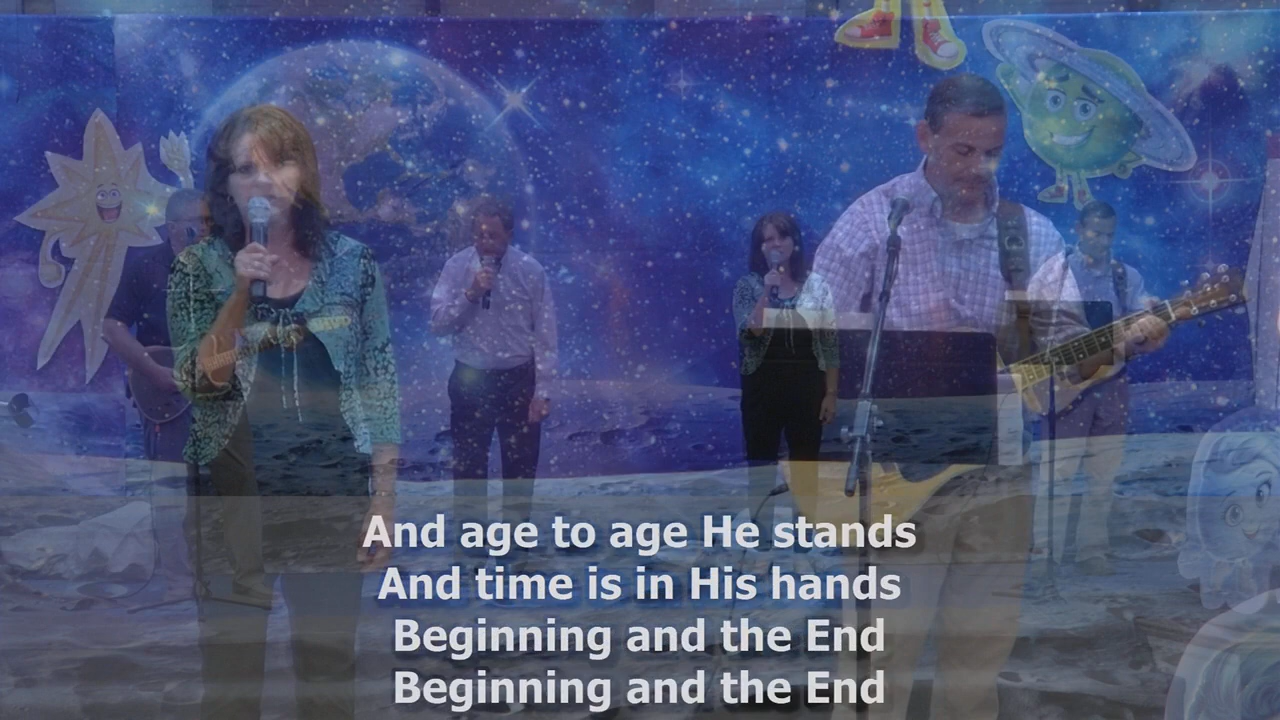 And age to age He stands
And time is in His hands
Beginning and the End
Beginning and the End